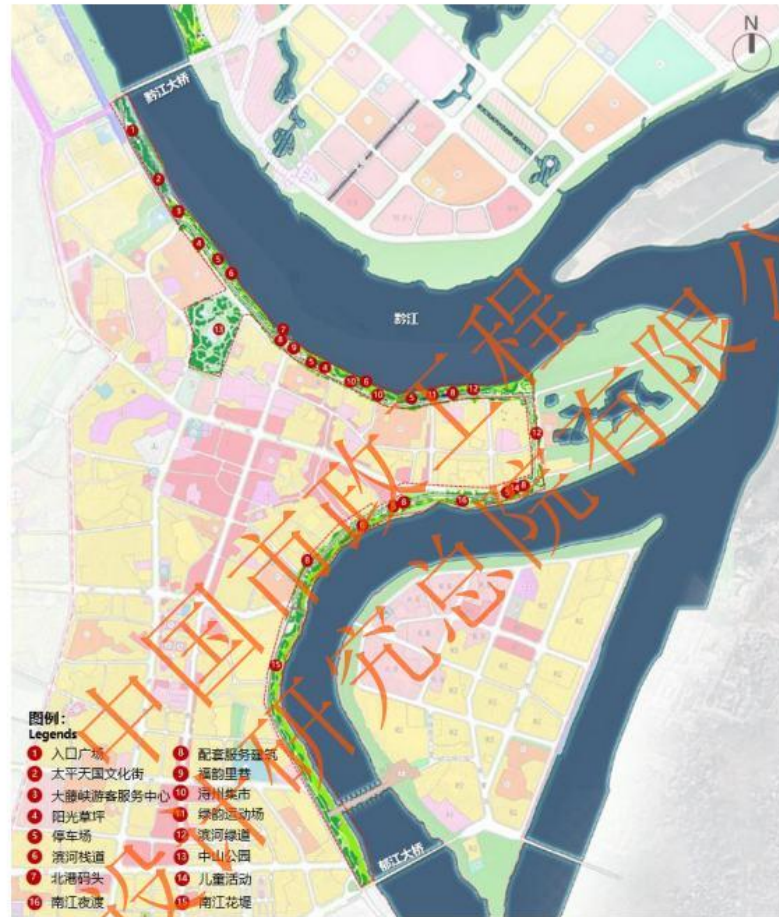 N
黔江大桥
黔江
郁江大桥
中国市政工程
设计研究总院有限公
图例：
Legends
1 入口广场
2 太平天国文化街
3 大藤峡游客服务中心
4 阳光草坪
5 停车场
6 滨河栈道
7 北港码头
16 南江夜渡
8 配套服务建筑
9 福韵里巷
10 浔州集市
11 绿韵运动场
12 滨河绿道
13 中山公园
14 儿童活动
15 南江花堤